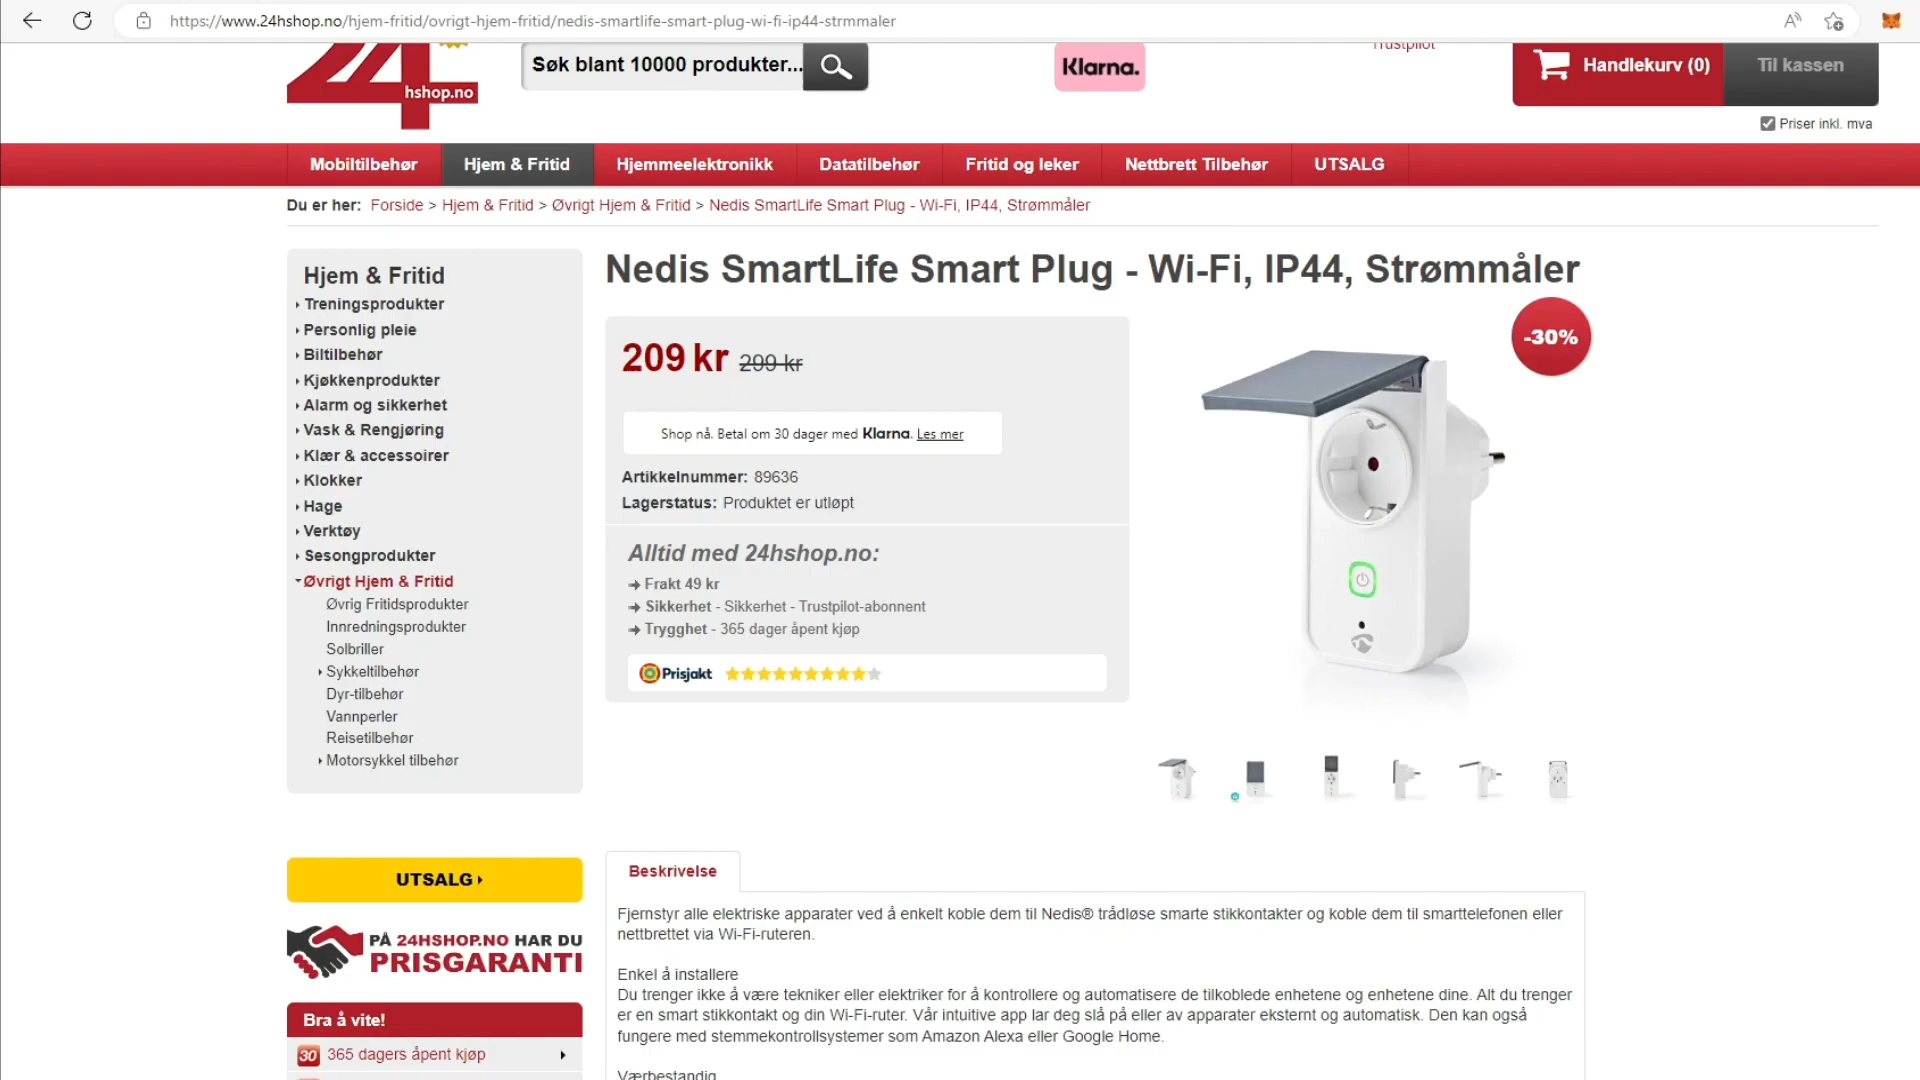 https://www.24hshop.no/hjem-fritid/ovrigt-hjem-fritid/nedis-smartlife-smart-plug-wi-fi-ip44-strmmaler
24
hshop.no
Søk blant 10000 produkter...
Klarna.
Trustpilot
Handlekurv (0)
Til kassen
Priser inkl. mva
Mobiltilbehør
Hjem & Fritid
Hjemmeelektronikk
Datatilbehør
Fritid og leker
Nettbrett Tilbehør
UTSALG
Du er her: Forside > Hjem & Fritid > Øvrigt Hjem & Fritid > Nedis SmartLife Smart Plug - Wi-Fi, IP44, Strømmåler
Hjem & Fritid
Treningsprodukter
Personlig pleie
Biltilbehør
Kjøkkenprodukter
Alarm og sikkerhet
Vask & Rengjøring
Klær & accessoirer
Klokker
Hage
Verktøy
Sesongprodukter
Øvrigt Hjem & Fritid
Øvrig Fritidsprodukter
Innredningsprodukter
Solbriller
Sykkeltilbehør
Dyr-tilbehør
Vannperler
Reisetilbehør
Motorsykkel tilbehør
UTSALG
PÅ 24HSHOP.NO HAR DU
PRISGARANTI
Bra å vite!
30 365 dagers åpent kjøp
Nedis SmartLife Smart Plug - Wi-Fi, IP44, Strømmåler
209 kr 299 kr
Shop nå. Betal om 30 dager med Klarna. Les mer
Artikkelnummer: 89636
Lagerstatus: Produktet er utløpt
Alltid med 24hshop.no:
Frakt 49 kr
Sikkerhet - Sikkerhet - Trustpilot-abonnent
Trygghet - 365 dager åpent kjøp
Prisjakt
-30%
Beskrivelse
Fjernstyr alle elektriske apparater ved å enkelt koble dem til Nedis® trådløse smarte stikkontakter og koble dem til smarttelefonen eller
nettbrettet via Wi-Fi-ruteren.
Enkel å installere
Du trenger ikke å være tekniker eller elektriker for å kontrollere og automatisere de tilkoblede enhetene og enhetene dine. Alt du trenger
er en smart stikkontakt og din Wi-Fi-ruter. Vår intuitive app lar deg slå på eller av apparater eksternt og automatisk. Den kan også
fungere med stemmekontrollsystemer som Amazon Alexa eller Google Home.
Værbestandig